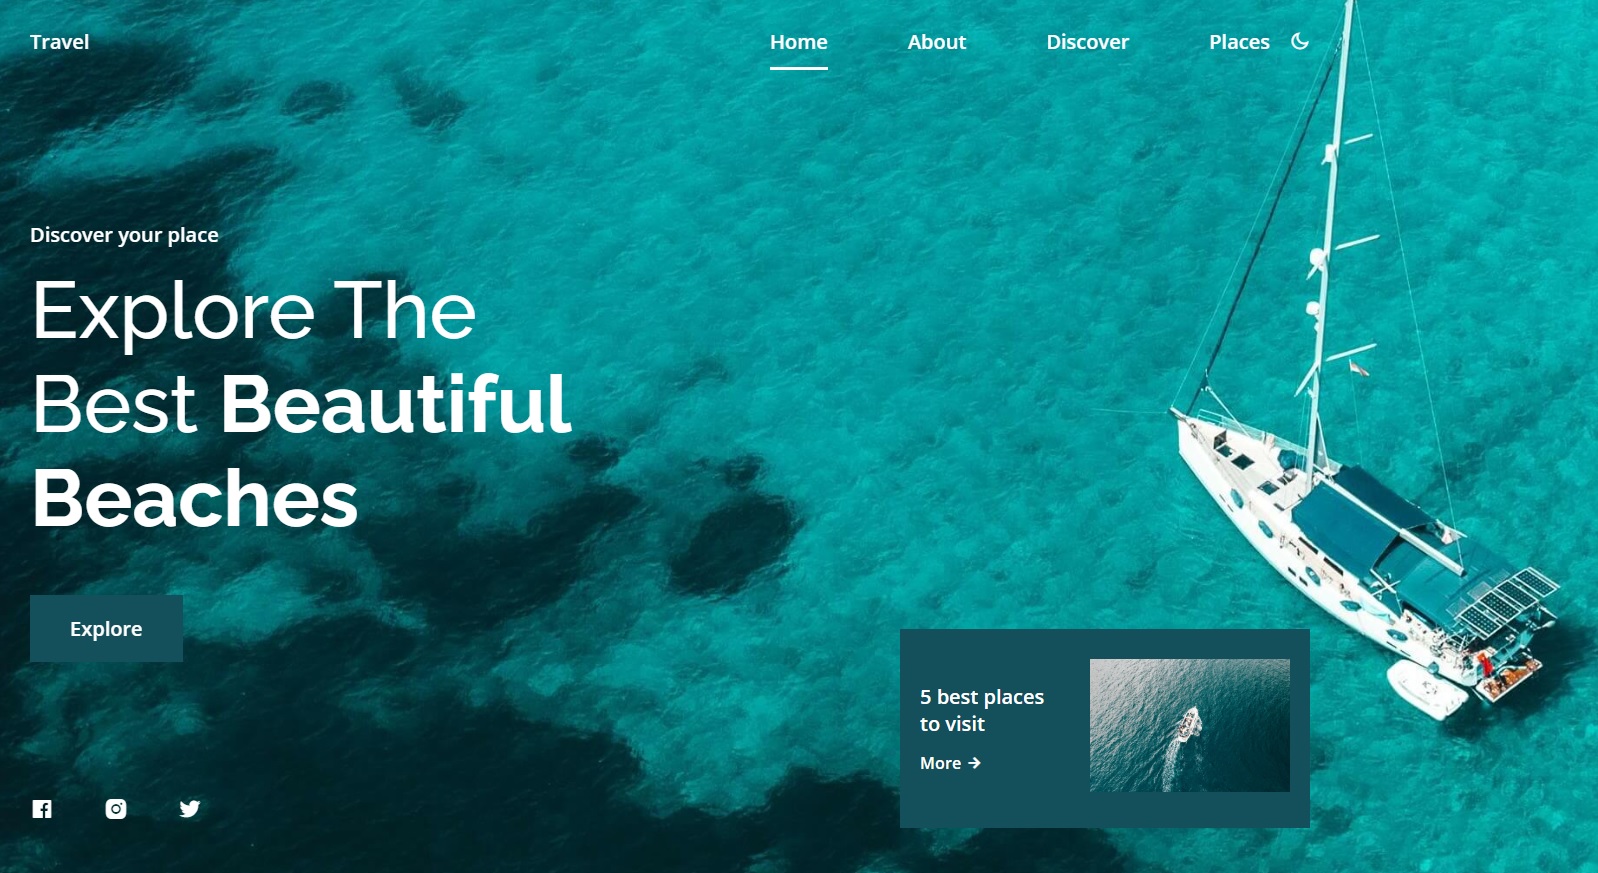 Travel
Home
About
Discover
Places
Discover your place
Explore The
Best Beautiful
Beaches
Explore
5 best places
to visit
More →